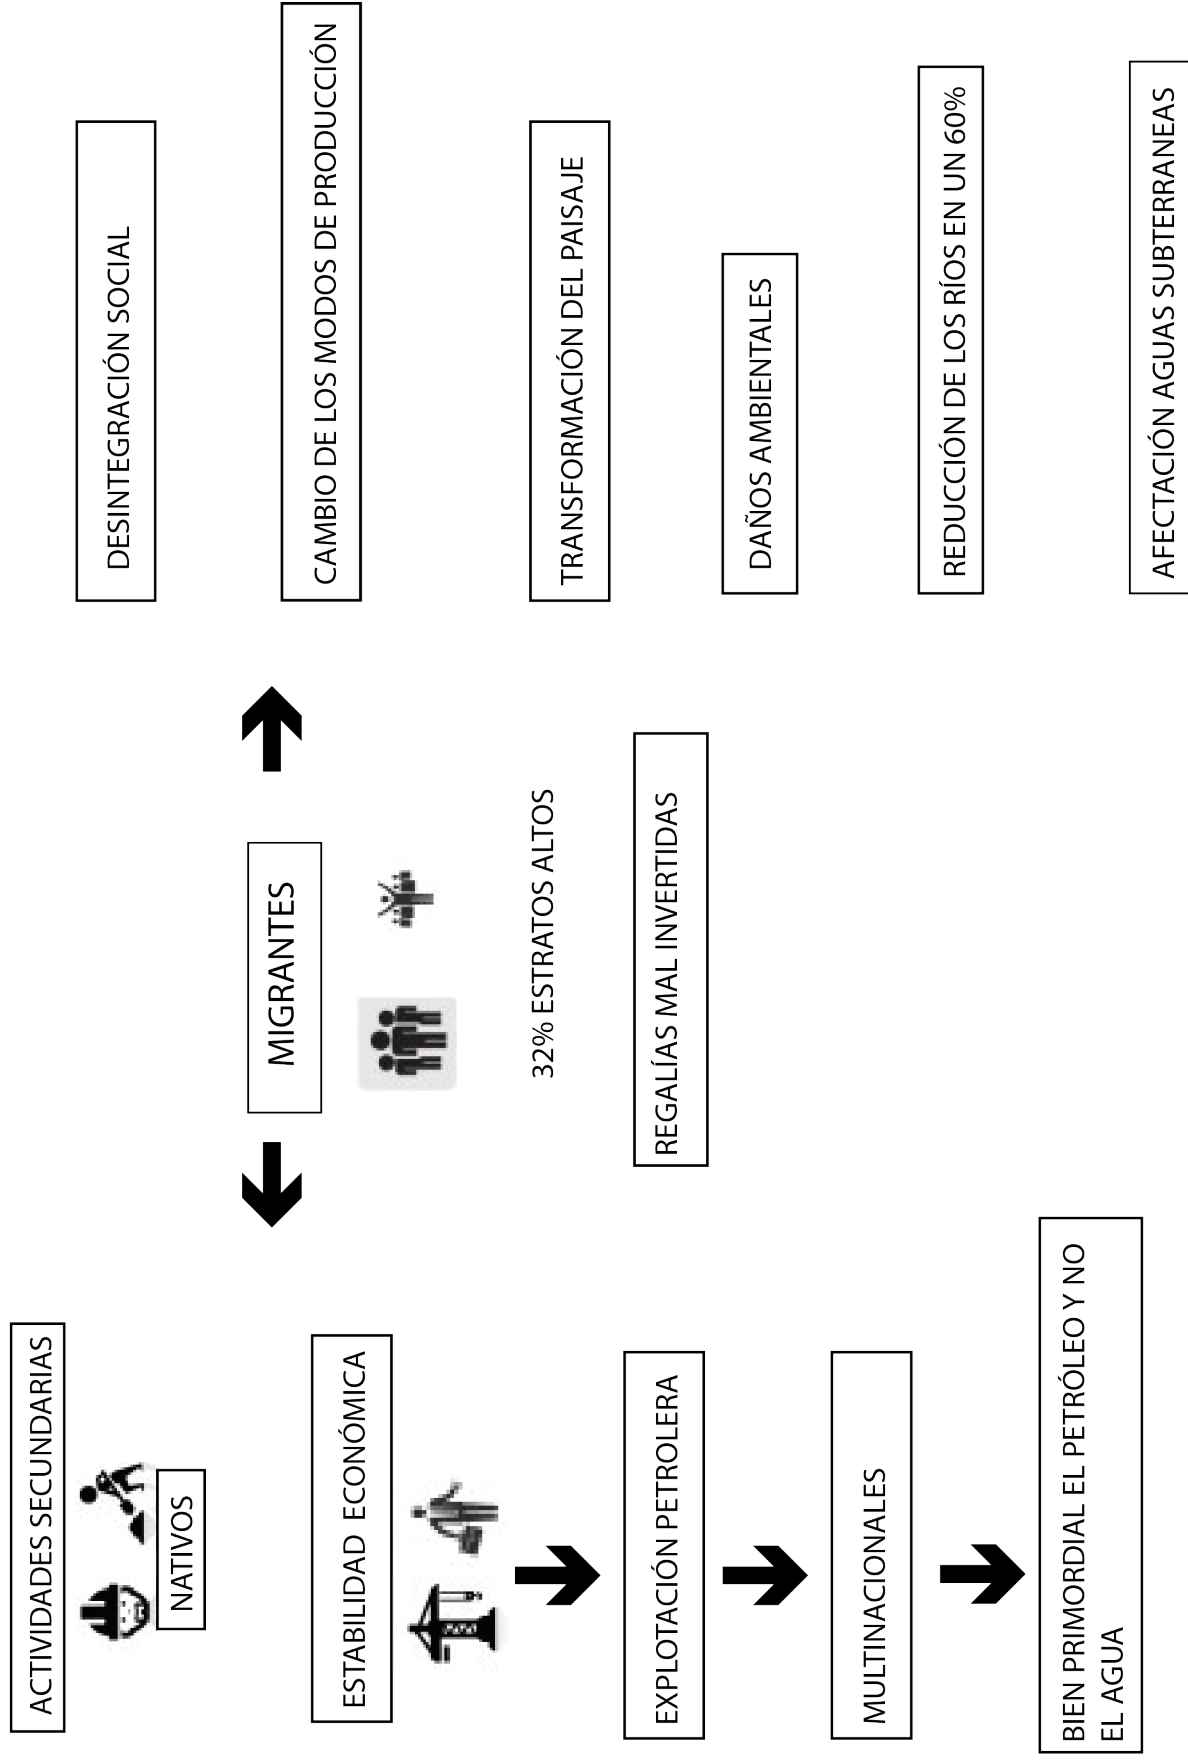 ACTIVIDADES SECUNDARIAS
NATIVOS
ESTABILIDAD ECONÓMICA
EXPLOTACIÓN PETROLERA
MULTINACIONALES
BIEN PRIMORDIAL EL PETRÓLEO Y NO
EL AGUA
MIGRANTES
32% ESTRATOS ALTOS
REGALÍAS MAL INVERTIDAS
DESINTEGRACIÓN SOCIAL
CAMBIO DE LOS MODOS DE PRODUCCIÓN
TRANSFORMACIÓN DEL PAISAJE
DAÑOS AMBIENTALES
REDUCCIÓN DE LOS RÍOS EN UN 60%
AFECTACIÓN AGUAS SUBTERRANEAS